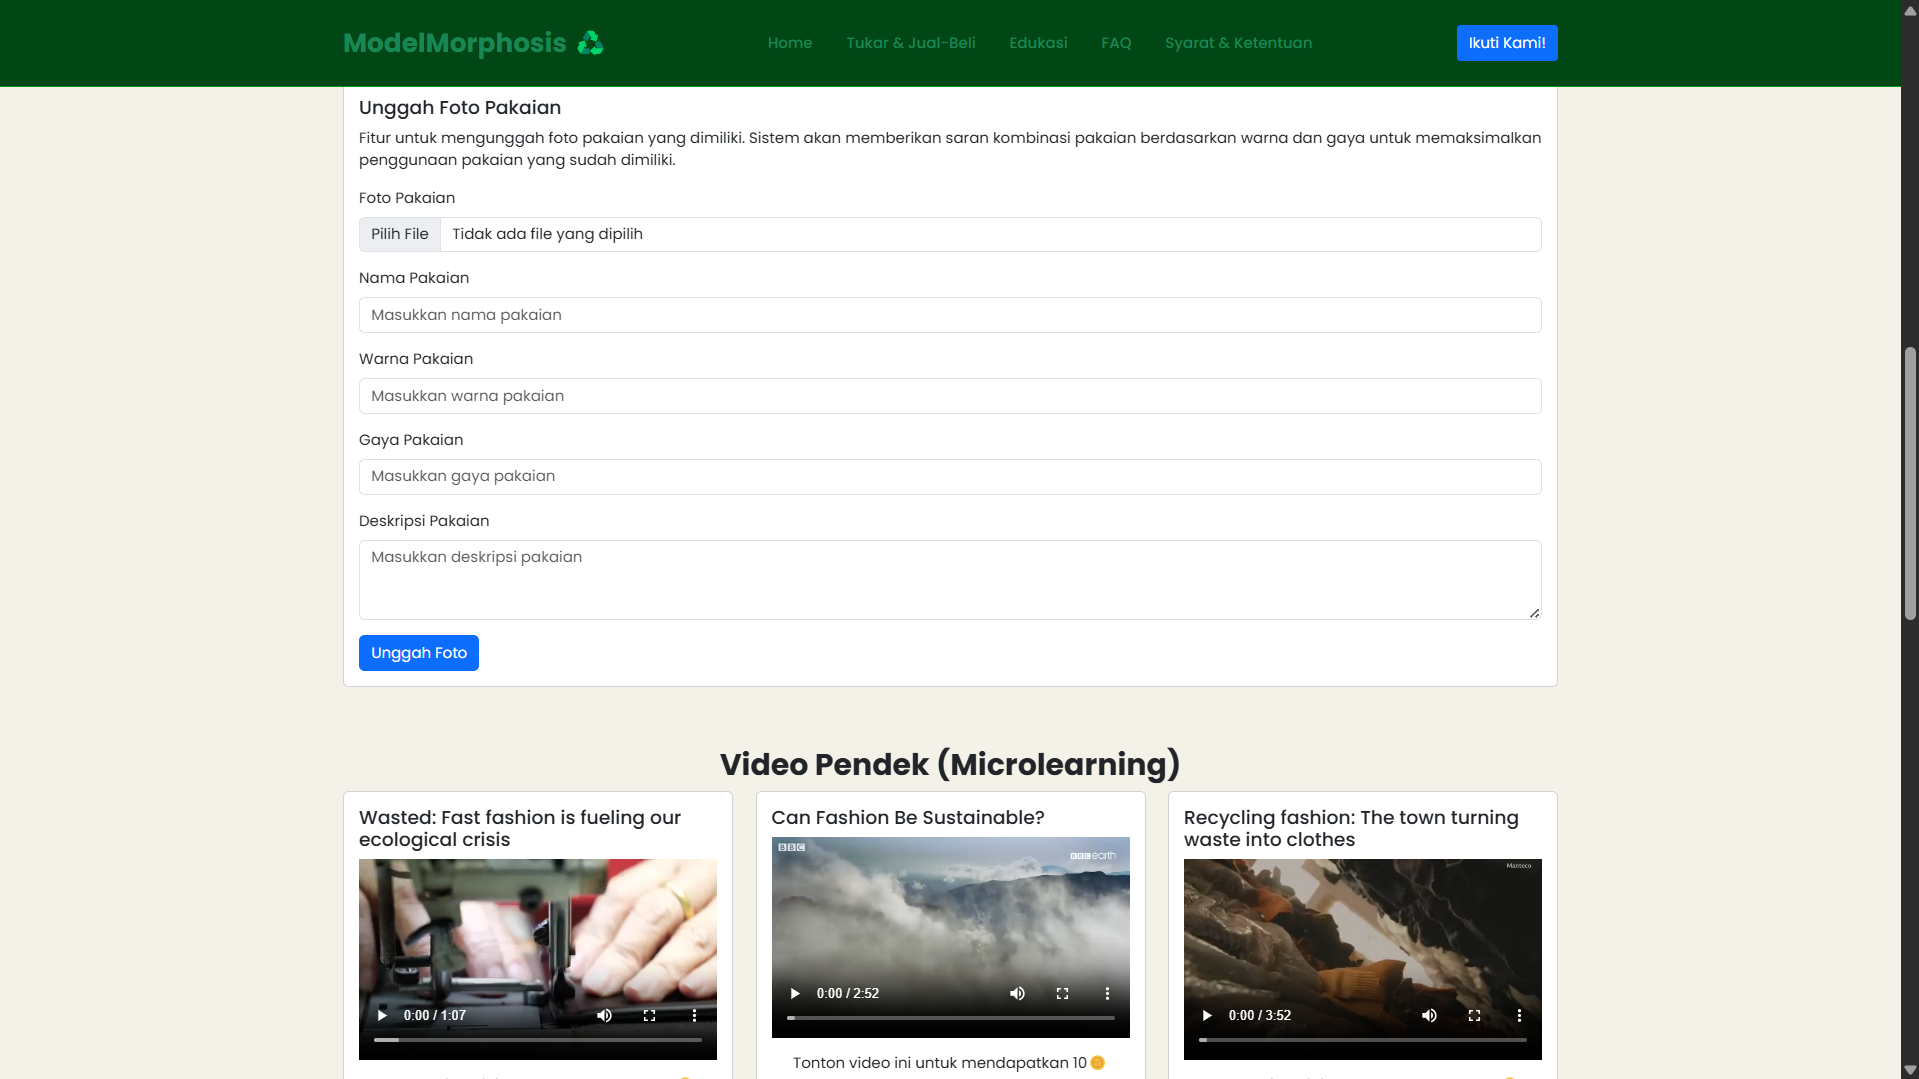 ModelMorphosis
Home
Tukar & Jual-Beli
Edukasi
FAQ
Syarat & Ketentuan
Ikuti Kami!
Unggah Foto Pakaian
Fitur untuk mengunggah foto pakaian yang dimiliki. Sistem akan memberikan saran kombinasi pakaian berdasarkan warna dan gaya untuk memaksimalkan
penggunaan pakaian yang sudah dimiliki.
Foto Pakaian
Pilih File Tidak ada file yang dipilih
Nama Pakaian
Masukkan nama pakaian
Warna Pakaian
Masukkan warna pakaian
Gaya Pakaian
Masukkan gaya pakaian
Deskripsi Pakaian
Masukkan deskripsi pakaian
Unggah Foto
Video Pendek (Microlearning)
Wasted: Fast fashion is fueling our
ecological crisis
0:00 / 1:07
Can Fashion Be Sustainable?
BBC
BBC earth
0:00 / 2:52
Tonton video ini untuk mendapatkan 10
Recycling fashion: The town turning
waste into clothes
Manteco
0:00 / 3:52